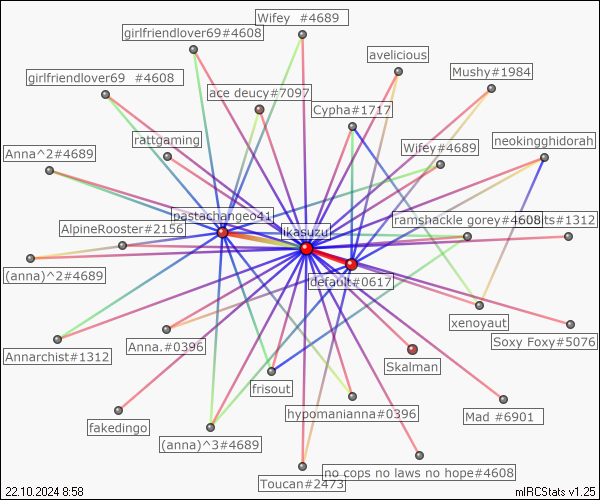 Wifey #4689
girlfriendlover69#4608
avelicious
Mushy#1984
girlfriendlover69 #4608
ace deucy#7097
Cypha#1717
rattgaming
neokingghidorah
Anna^2#4689
Wifey#4689
pastachangeo41
ramshackle gorey#4608
ts#1312
AlpineRooster#2156
ikasuzu
(anna)^2#4689
default#0617
xenoyaut
Soxy Foxy#5076
Annarchist#1312
Anna.#0396
Skalman
frisout
hypomanianna#0396
Mad #6901
fakedingo
(anna)^3#4689
no cops no laws no hope#4608
Toucan#2473
22.10.2024 8:58
mIRCStats v1.25